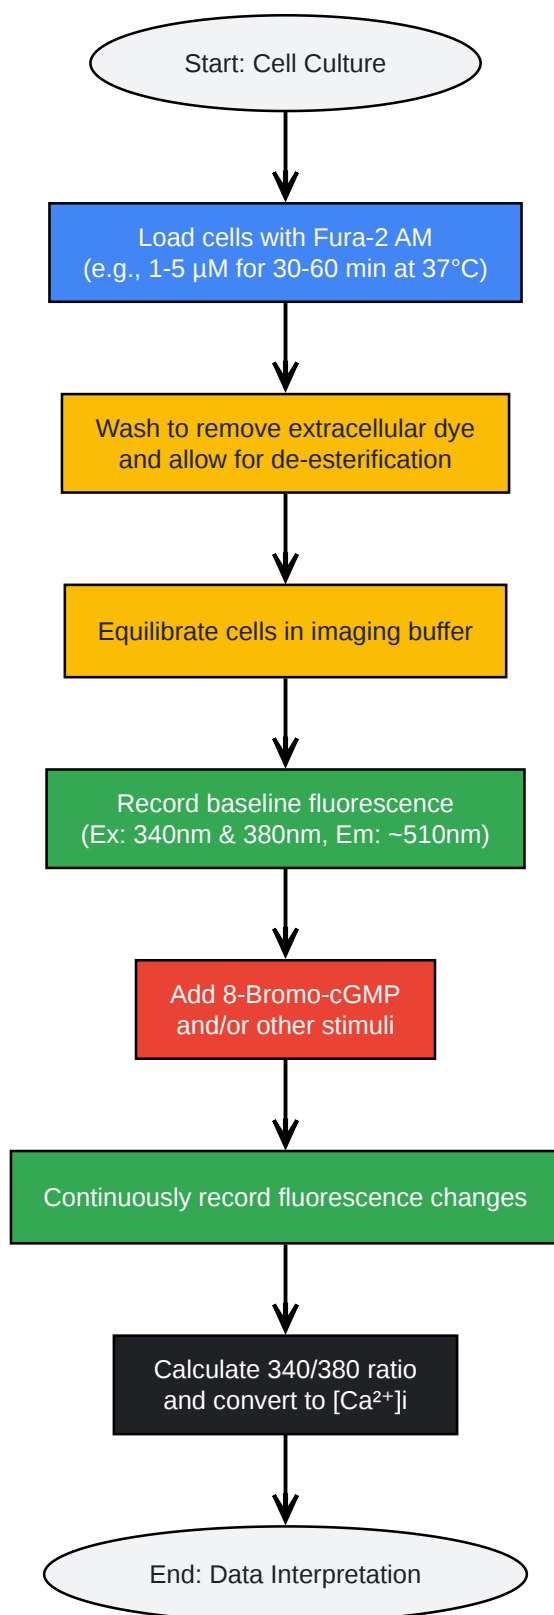 Start: Cell Culture
Load cells with Fura-2 AM
(e.g., 1-5 µM for 30-60 min at 37°C)
Wash to remove extracellular dye
and allow for de-esterification
Equilibrate cells in imaging buffer
Record baseline fluorescence
(Ex: 340nm & 380nm, Em: ~510nm)
Add 8-Bromo-cGMP
and/or other stimuli
Continuously record fluorescence changes
Calculate 340/380 ratio
and convert to [Ca²⁺]i
End: Data Interpretation